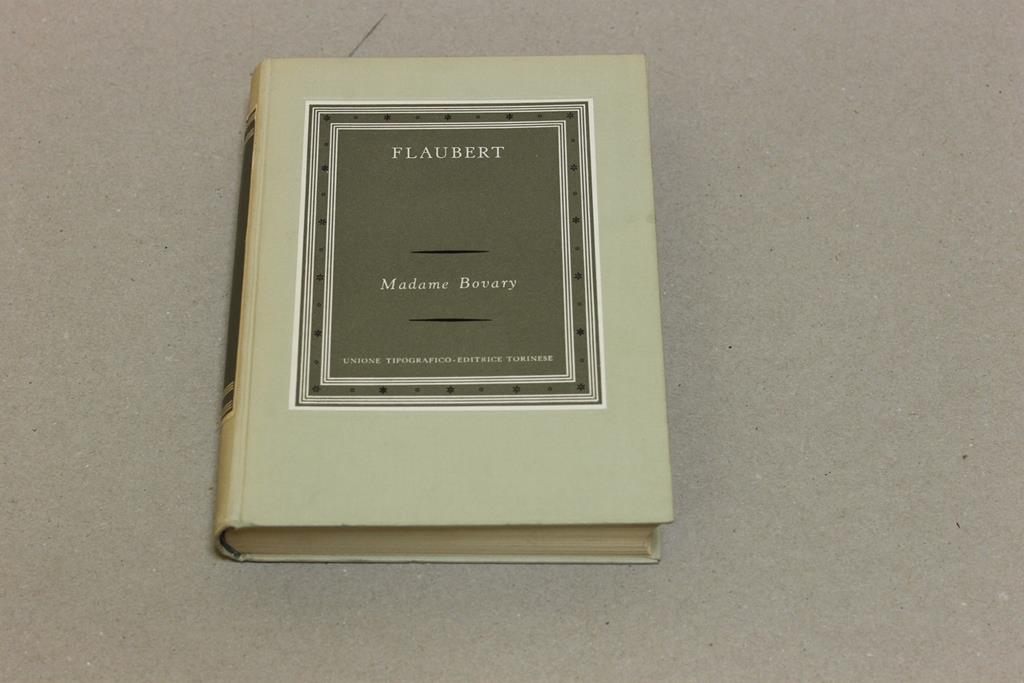 FLAUBERT
Madame Bovary
UNIONE TIPOGRAFICO-EDITRICE TORINESE